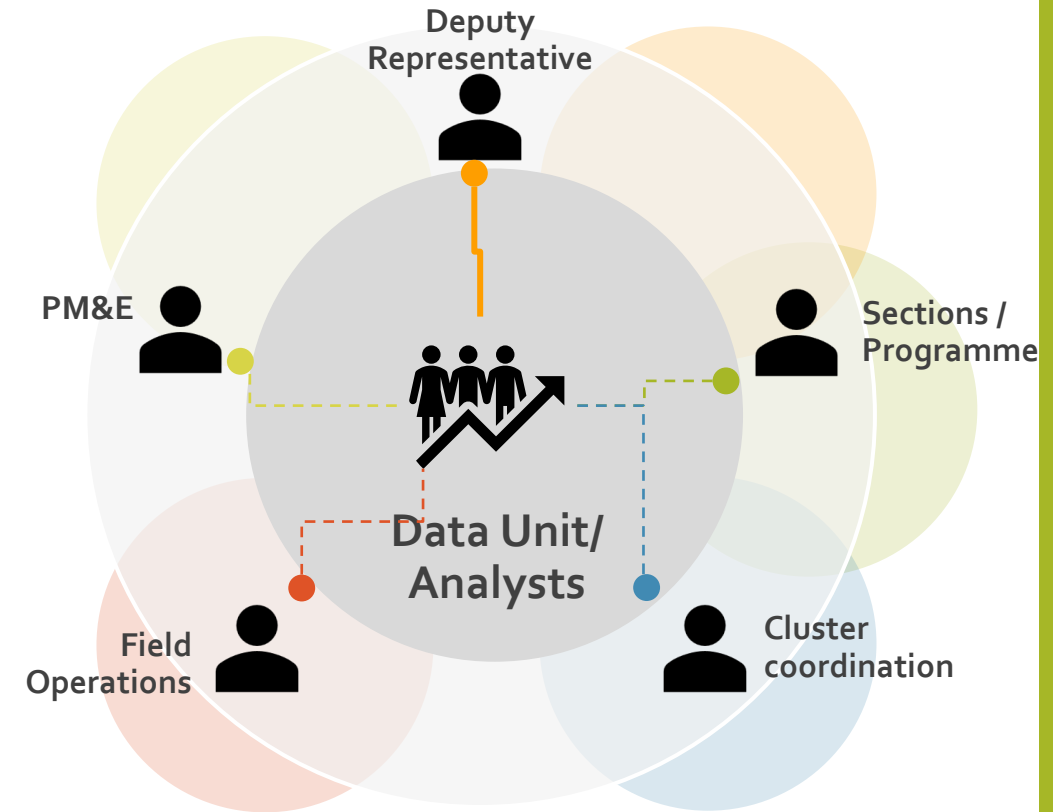 Deputy
Representative
PM&E
Sections /
Programme
Data Unit/
Analysts
Field
Operations
Cluster
coordination